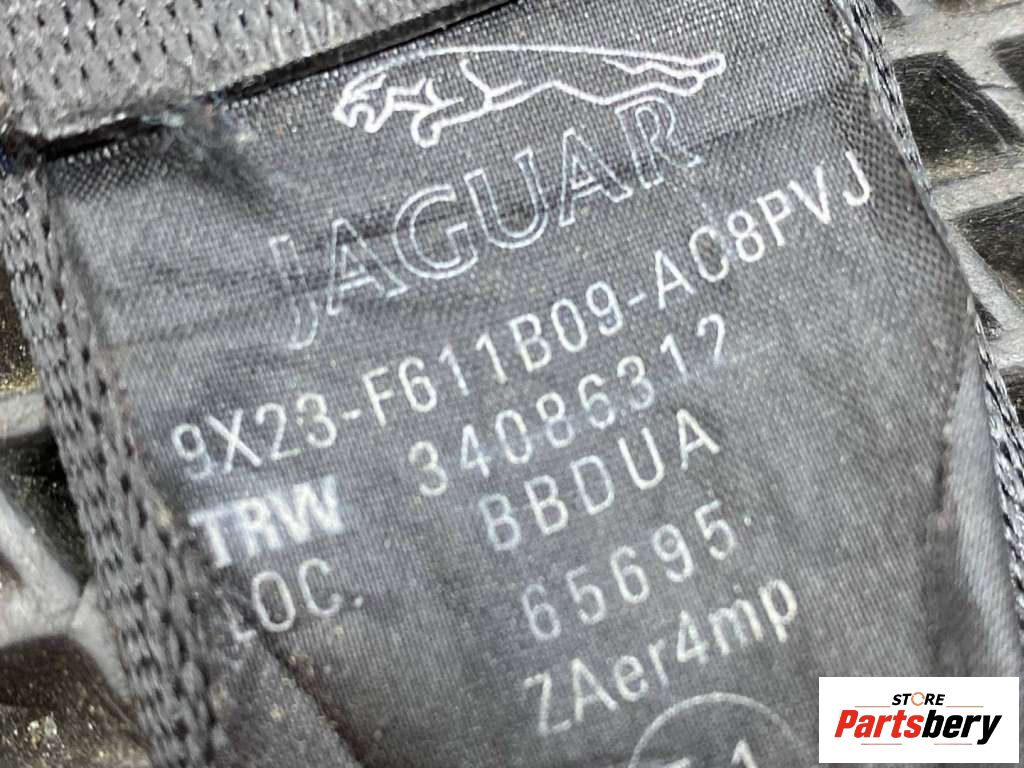 JAGUAR
9X23-F611B09-AC8PVJ
TRW 34086312
LOC. BBDUA
65695
ZAer4mp
STORE
Partsbery